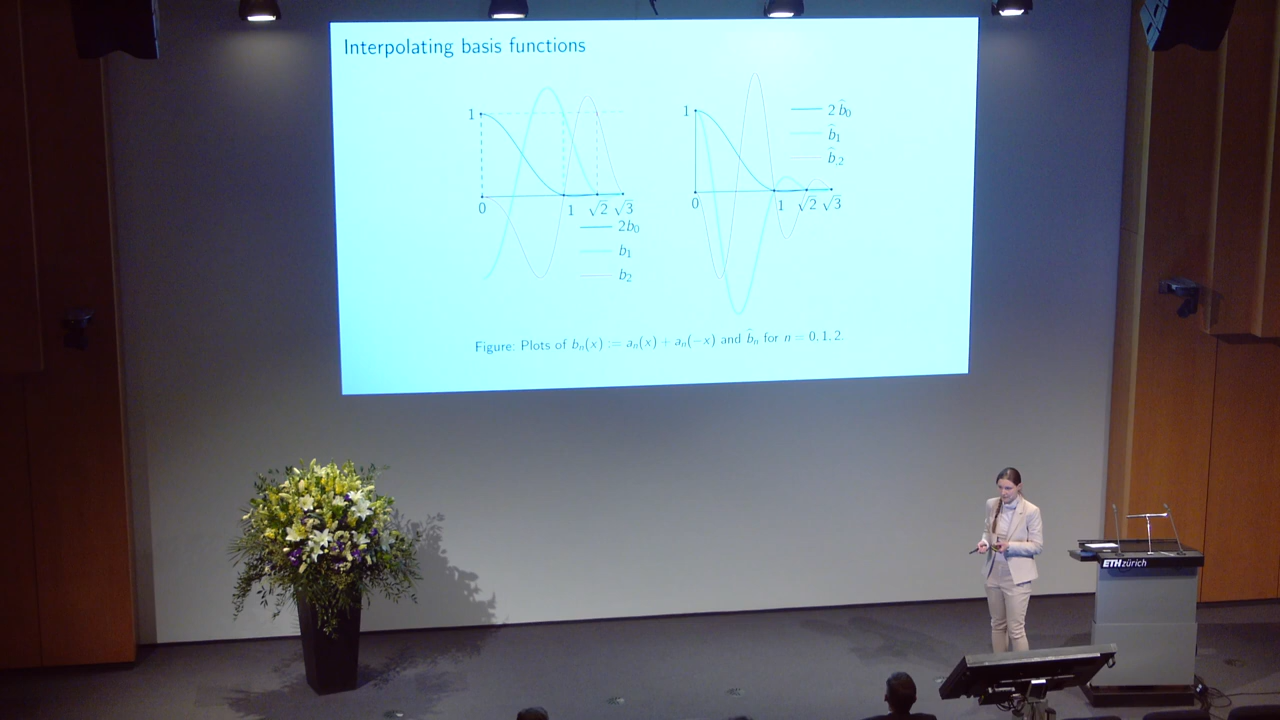 Interpolating basis functions
1
0
1
√2
√3
2b₀
b₁
b₂
1
0
1
√2
√3
2b̂₀
b̂₁
b̂₂
Figure: Plots of bₙ(x) := aₙ(x) + aₙ(−x) and b̂ₙ for n = 0, 1, 2.
ETH zürich